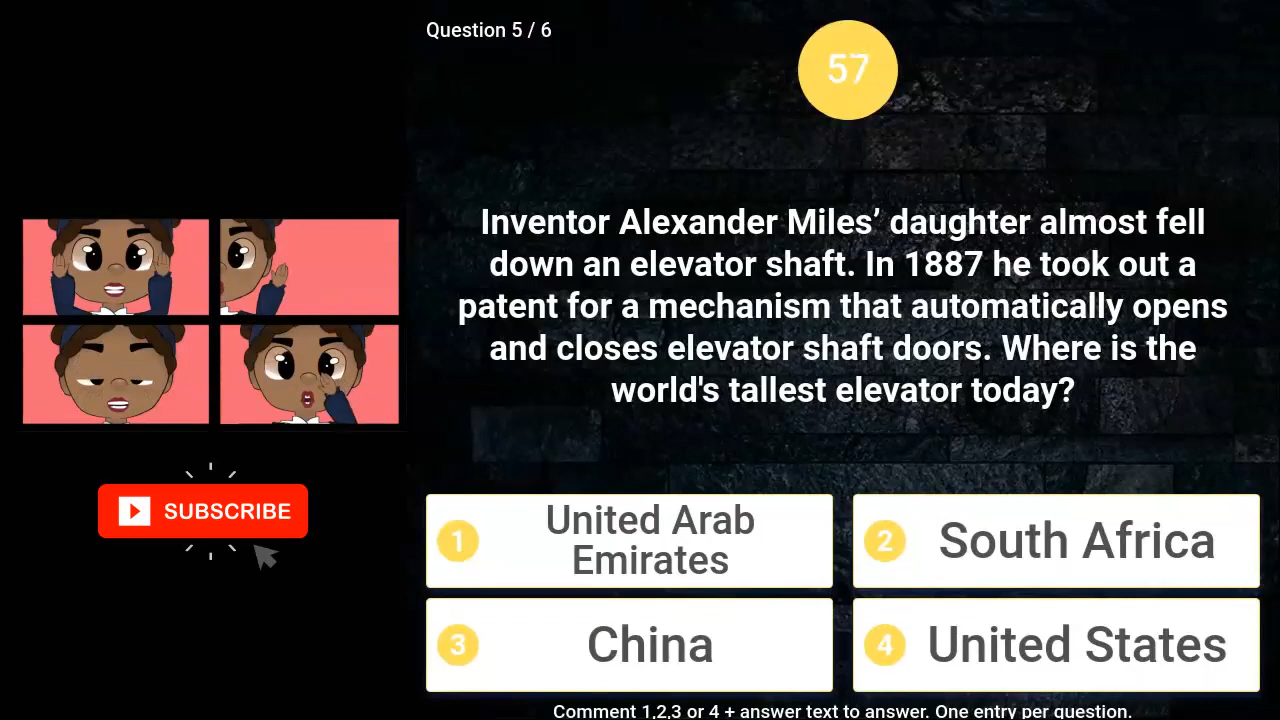 Question 5 / 6
57
Inventor Alexander Miles’ daughter almost fell
down an elevator shaft. In 1887 he took out a
patent for a mechanism that automatically opens
and closes elevator shaft doors. Where is the
world's tallest elevator today?
SUBSCRIBE
1 United Arab
Emirates
2 South Africa
3 China
4 United States
Comment 1,2,3 or 4 + answer text to answer. One entry per question.